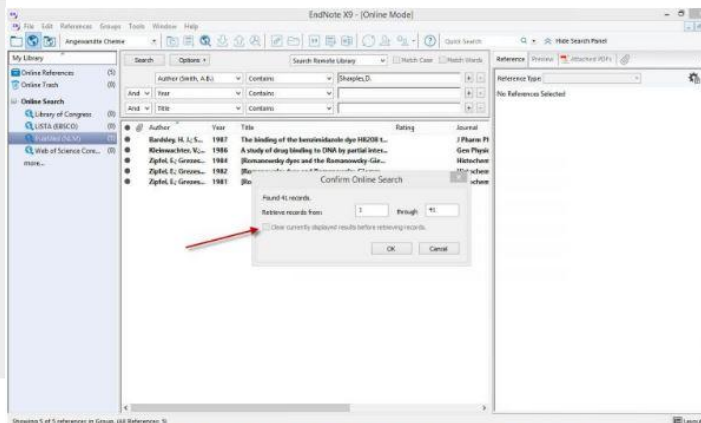 EndNote X9 - [Online Mode]
File Edit References Groups Tools Window Help
Angewandte Chemie
Quick Search
Hide Search Panel
My Library
Online References (5)
Online Trash (0)
Online Search
Library of Congress (0)
LISTA (EBSCO) (0)
Web of Science Core... (0)
more...
Search Options
Search Remote Library
Match Case
Match Words
Author (Smith, A.B.) Contains Sharples,D.
And Year Contains
And Title Contains
Author Year Title Rating Journal
Bardsley, H. J.; S... 1987 The binding of the benzimidazole dye H8208 t... J Pharm Ph
Kleinwachter, V.;... 1986 A study of drug binding to DNA by partial inter... Gen Physio
Zipfel, E.; Grezes... 1984 [Romanowsky dyes and the Romanowsky-Gie... Histochem
Zipfel, E.; Grezes... 1982
Zipfel, E.; Grezes... 1981
Confirm Online Search
Found 41 records.
Retrieve records from: 1 through 41
Clear currently displayed results before retrieving records.
OK Cancel
Reference Preview Attached PDFs
Reference Type:
No References Selected
Showing 5 of 5 references in Group. (All References: 5)
Layout